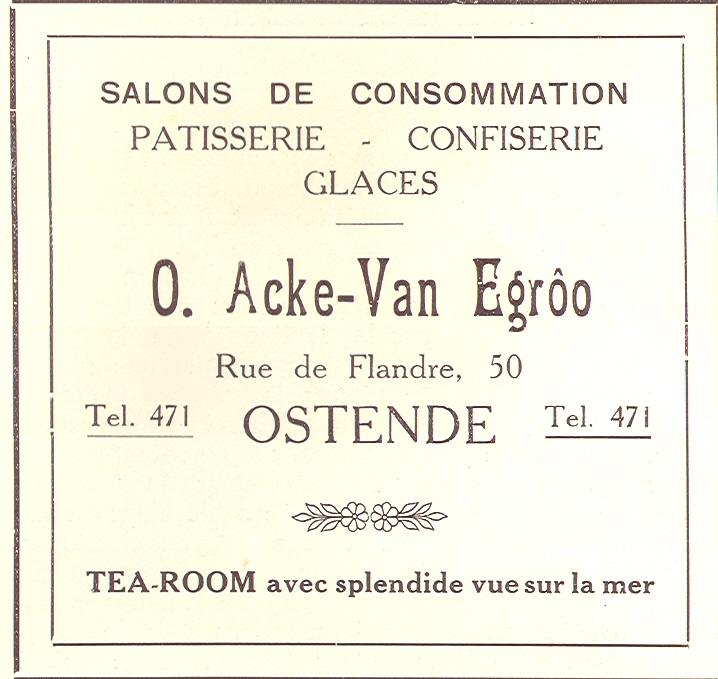 SALONS DE CONSOMMATION
PATISSERIE - CONFISERIE
GLACES
O. Acke-Van Egrôo
Rue de Flandre, 50
Tel. 471 OSTENDE Tel. 471
TEA-ROOM avec splendide vue sur la mer